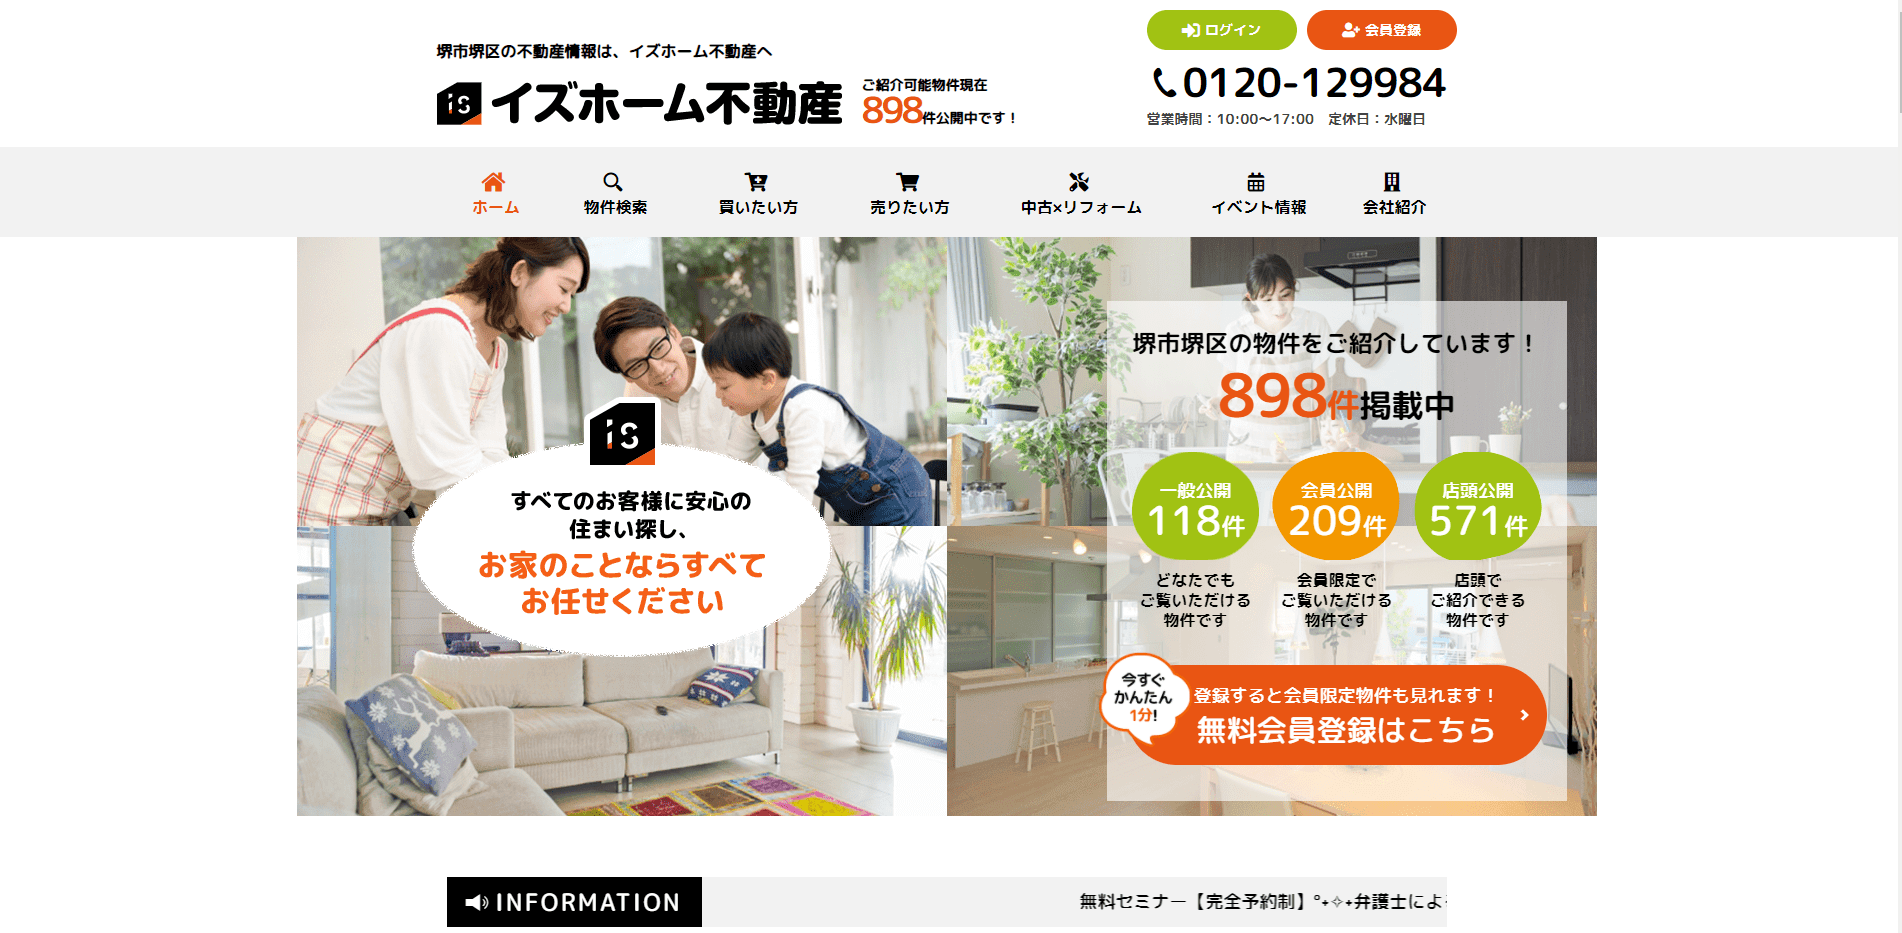 ログイン
会員登録
堺市堺区の不動産情報は、イズホーム不動産へ
is イズホーム不動産
ご紹介可能物件現在
898件公開中です！
0120-129984
営業時間：10:00〜17:00　定休日：水曜日
ホーム
物件検索
買いたい方
売りたい方
中古×リフォーム
イベント情報
会社紹介
is
すべてのお客様に安心の
住まい探し、
お家のことならすべて
お任せください
堺市堺区の物件をご紹介しています！
898件掲載中
一般公開
118件
どなたでも
ご覧いただける
物件です
会員公開
209件
会員限定で
ご覧いただける
物件です
店頭公開
571件
店頭で
ご紹介できる
物件です
今すぐ
かんたん
1分!
登録すると会員限定物件も見れます！
無料会員登録はこちら
INFORMATION
無料セミナー【完全予約制】°˖✧˖弁護士によ